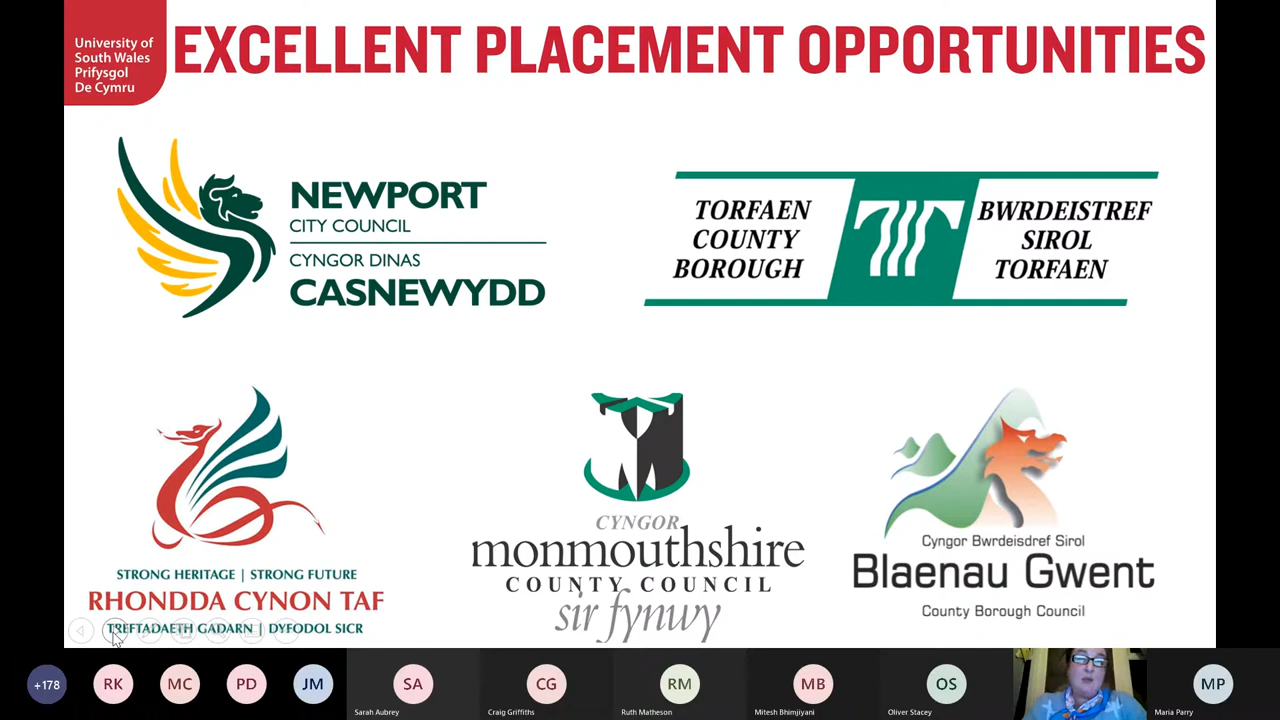 University of
South Wales
Prifysgol
De Cymru
EXCELLENT PLACEMENT OPPORTUNITIES
NEWPORT
CITY COUNCIL
CYNGOR DINAS
CASNEWYDD
TORFAEN
COUNTY
BOROUGH
BWRDEISTREF
SIROL
TORFAEN
STRONG HERITAGE | STRONG FUTURE
RHONDDA CYNON TAF
TREFTADAETH GADARN | DYFODOL SICR
CYNGOR
monmouthshire
COUNTY COUNCIL
sir fynwy
Cyngor Bwrdeisdref Sirol
Blaenau Gwent
County Borough Council
+178
RK
MC
PD
JM
SA
Sarah Aubrey
CG
Craig Griffiths
RM
Ruth Matheson
MB
Mitesh Bhimjiyani
OS
Oliver Stacey
MP
Maria Parry